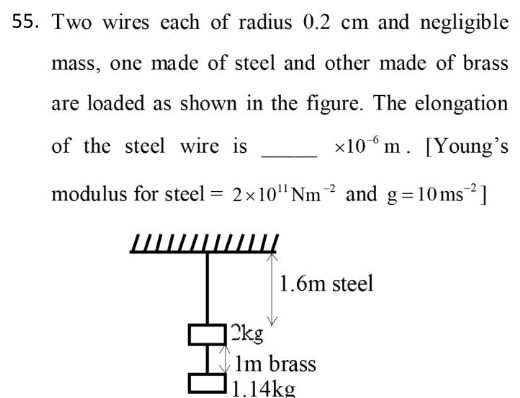 55. Two wires each of radius 0.2 cm and negligible
mass, one made of steel and other made of brass
are loaded as shown in the figure. The elongation
of the steel wire is _____ ×10⁻⁶ m . [Young's
modulus for steel = 2×10¹¹ Nm⁻² and g = 10 ms⁻² ]
1.6m steel
2kg
1m brass
1.14kg